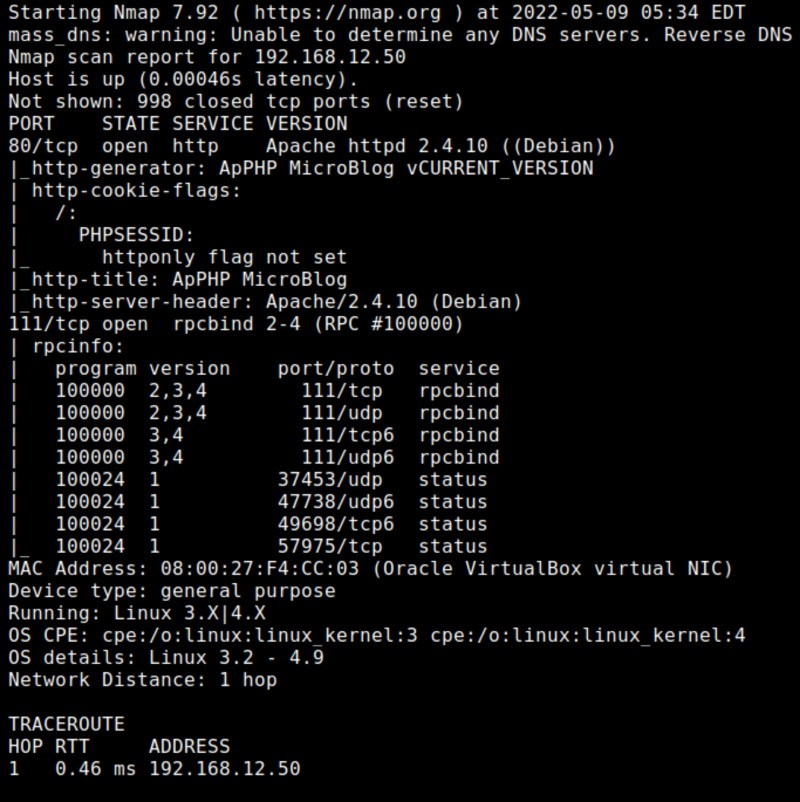 Starting Nmap 7.92 ( https://nmap.org ) at 2022-05-09 05:34 EDT
mass_dns: warning: Unable to determine any DNS servers. Reverse DNS
Nmap scan report for 192.168.12.50
Host is up (0.00046s latency).
Not shown: 998 closed tcp ports (reset)
PORT    STATE SERVICE VERSION
80/tcp  open  http    Apache httpd 2.4.10 ((Debian))
|_http-generator: ApPHP MicroBlog vCURRENT_VERSION
| http-cookie-flags:
|   /:
|     PHPSESSID:
|_      httponly flag not set
|_http-title: ApPHP MicroBlog
|_http-server-header: Apache/2.4.10 (Debian)
111/tcp open  rpcbind 2-4 (RPC #100000)
| rpcinfo:
|   program version    port/proto  service
|   100000  2,3,4        111/tcp   rpcbind
|   100000  2,3,4        111/udp   rpcbind
|   100000  3,4          111/tcp6  rpcbind
|   100000  3,4          111/udp6  rpcbind
|   100024  1          37453/udp   status
|   100024  1          47738/udp6  status
|   100024  1          49698/tcp6  status
|_  100024  1          57975/tcp   status
MAC Address: 08:00:27:F4:CC:03 (Oracle VirtualBox virtual NIC)
Device type: general purpose
Running: Linux 3.X|4.X
OS CPE: cpe:/o:linux:linux_kernel:3 cpe:/o:linux:linux_kernel:4
OS details: Linux 3.2 - 4.9
Network Distance: 1 hop
TRACEROUTE
HOP RTT     ADDRESS
1   0.46 ms 192.168.12.50